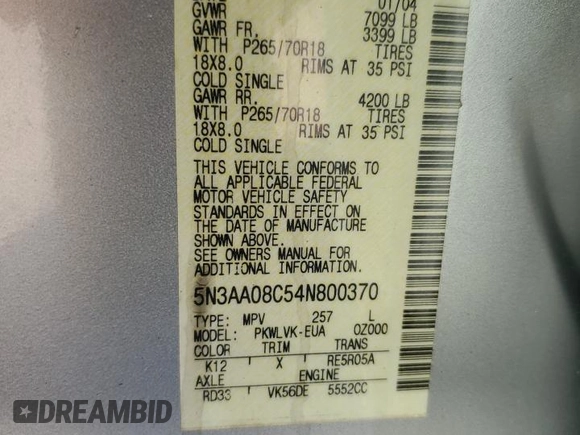 01/04
GVWR 7099 LB
GAWR FR. 3399 LB
WITH P265/70R18 TIRES
18X8.0 RIMS AT 35 PSI
COLD SINGLE
GAWR RR. 4200 LB
WITH P265/70R18 TIRES
18X8.0 RIMS AT 35 PSI
COLD SINGLE
THIS VEHICLE CONFORMS TO
ALL APPLICABLE FEDERAL
MOTOR VEHICLE SAFETY
STANDARDS IN EFFECT ON
THE DATE OF MANUFACTURE
SHOWN ABOVE.
SEE OWNERS MANUAL FOR
ADDITIONAL INFORMATION.
5N3AA08C54N800370
TYPE: MPV 257 L
MODEL: PKWLVK-EUA 0Z000
COLOR TRIM TRANS
K12 X RE5R05A
AXLE ENGINE
RD33 VK56DE 5552CC
DREAMBID